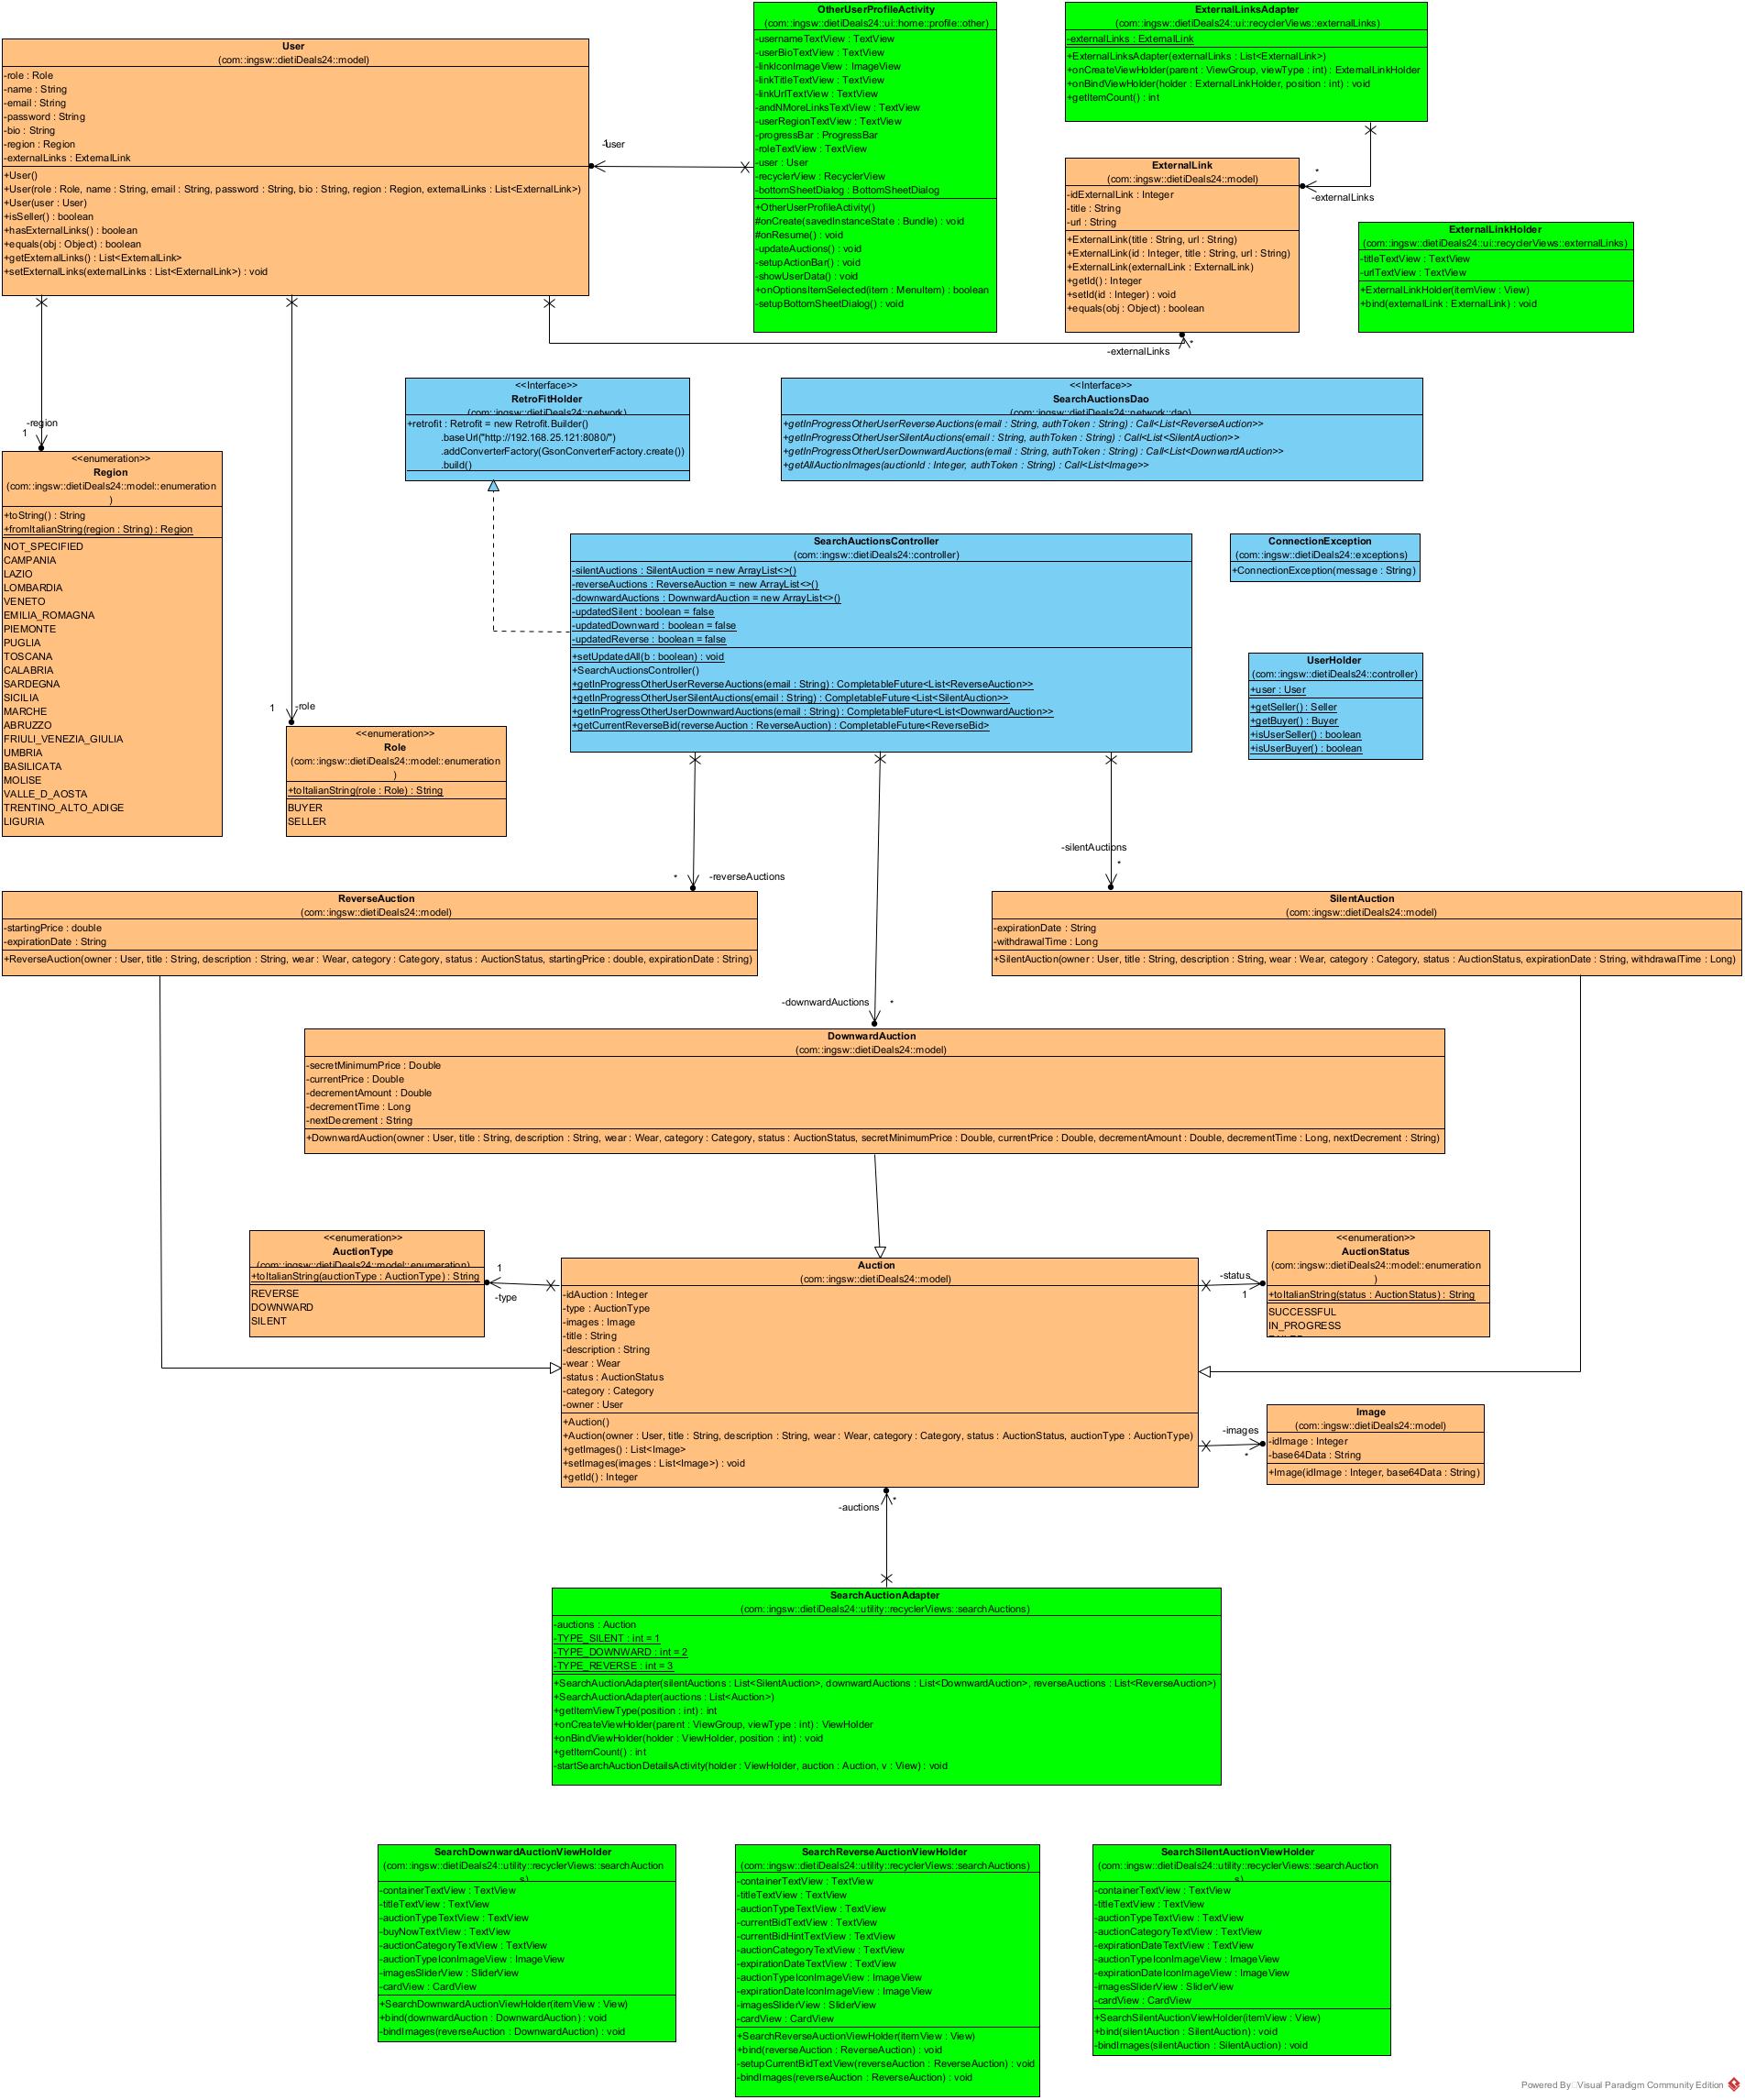 User
(com::ingsw::dietiDeals24::model)
-role : Role
-name : String
-email : String
-password : String
-bio : String
-region : Region
-externalLinks : ExternalLink
+User()
+User(role : Role, name : String, email : String, password : String, bio : String, region : Region, externalLinks : List<ExternalLink>)
+User(user : User)
+isSeller() : boolean
+hasExternalLinks() : boolean
+equals(obj : Object) : boolean
+getExternalLinks() : List<ExternalLink>
+setExternalLinks(externalLinks : List<ExternalLink>) : void
-user
1
OtherUserProfileActivity
(com::ingsw::dietiDeals24::ui::home::profile::other)
-usernameTextView : TextView
-userBioTextView : TextView
-linkIconImageView : ImageView
-linkTitleTextView : TextView
-linkUrlTextView : TextView
-andNMoreLinksTextView : TextView
-userRegionTextView : TextView
-progressBar : ProgressBar
-roleTextView : TextView
-user : User
-recyclerView : RecyclerView
-bottomSheetDialog : BottomSheetDialog
+OtherUserProfileActivity()
#onCreate(savedInstanceState : Bundle) : void
#onResume() : void
-updateAuctions() : void
-setupActionBar() : void
-showUserData() : void
+onOptionsItemSelected(item : MenuItem) : boolean
-setupBottomSheetDialog() : void
ExternalLinksAdapter
(com::ingsw::dietiDeals24::ui::recyclerViews::externalLinks)
-externalLinks : ExternalLink
+ExternalLinksAdapter(externalLinks : List<ExternalLink>)
+onCreateViewHolder(parent : ViewGroup, viewType : int) : ExternalLinkHolder
+onBindViewHolder(holder : ExternalLinkHolder, position : int) : void
+getItemCount() : int
*
-externalLinks
ExternalLink
(com::ingsw::dietiDeals24::model)
-idExternalLink : Integer
-title : String
-url : String
+ExternalLink(title : String, url : String)
+ExternalLink(id : Integer, title : String, url : String)
+ExternalLink(externalLink : ExternalLink)
+getId() : Integer
+setId(id : Integer) : void
+equals(obj : Object) : boolean
*
-externalLinks
ExternalLinkHolder
(com::ingsw::dietiDeals24::ui::recyclerViews::externalLinks)
-titleTextView : TextView
-urlTextView : TextView
+ExternalLinkHolder(itemView : View)
+bind(externalLink : ExternalLink) : void
<<Interface>>
RetroFitHolder
(com::ingsw::dietiDeals24::network)
+retrofit : Retrofit = new Retrofit.Builder()
.baseUrl("http://192.168.25.121:8080/")
.addConverterFactory(GsonConverterFactory.create())
.build()
<<Interface>>
SearchAuctionsDao
(com::ingsw::dietiDeals24::network::dao)
+getInProgressOtherUserReverseAuctions(email : String, authToken : String) : Call<List<ReverseAuction>>
+getInProgressOtherUserSilentAuctions(email : String, authToken : String) : Call<List<SilentAuction>>
+getInProgressOtherUserDownwardAuctions(email : String, authToken : String) : Call<List<DownwardAuction>>
+getAllAuctionImages(auctionId : Integer, authToken : String) : Call<List<Image>>
-region
1
<<enumeration>>
Region
(com::ingsw::dietiDeals24::model::enumeration
)
+toString() : String
+fromItalianString(region : String) : Region
NOT_SPECIFIED
CAMPANIA
LAZIO
LOMBARDIA
VENETO
EMILIA_ROMAGNA
PIEMONTE
PUGLIA
TOSCANA
CALABRIA
SARDEGNA
SICILIA
MARCHE
ABRUZZO
FRIULI_VENEZIA_GIULIA
UMBRIA
BASILICATA
MOLISE
VALLE_D_AOSTA
TRENTINO_ALTO_ADIGE
LIGURIA
1
-role
<<enumeration>>
Role
(com::ingsw::dietiDeals24::model::enumeration
)
+toItalianString(role : Role) : String
BUYER
SELLER
SearchAuctionsController
(com::ingsw::dietiDeals24::controller)
-silentAuctions : SilentAuction = new ArrayList<>()
-reverseAuctions : ReverseAuction = new ArrayList<>()
-downwardAuctions : DownwardAuction = new ArrayList<>()
-updatedSilent : boolean = false
-updatedDownward : boolean = false
-updatedReverse : boolean = false
+setUpdatedAll(b : boolean) : void
+SearchAuctionsController()
+getInProgressOtherUserReverseAuctions(email : String) : CompletableFuture<List<ReverseAuction>>
+getInProgressOtherUserSilentAuctions(email : String) : CompletableFuture<List<SilentAuction>>
+getInProgressOtherUserDownwardAuctions(email : String) : CompletableFuture<List<DownwardAuction>>
+getCurrentReverseBid(reverseAuction : ReverseAuction) : CompletableFuture<ReverseBid>
ConnectionException
(com::ingsw::dietiDeals24::exceptions)
+ConnectionException(message : String)
UserHolder
(com::ingsw::dietiDeals24::controller)
+user : User
+getSeller() : Seller
+getBuyer() : Buyer
+isUserSeller() : boolean
+isUserBuyer() : boolean
-silentAuctions
*
*
-reverseAuctions
ReverseAuction
(com::ingsw::dietiDeals24::model)
-startingPrice : double
-expirationDate : String
+ReverseAuction(owner : User, title : String, description : String, wear : Wear, category : Category, status : AuctionStatus, startingPrice : double, expirationDate : String)
SilentAuction
(com::ingsw::dietiDeals24::model)
-expirationDate : String
-withdrawalTime : Long
+SilentAuction(owner : User, title : String, description : String, wear : Wear, category : Category, status : AuctionStatus, expirationDate : String, withdrawalTime : Long)
-downwardAuctions
*
DownwardAuction
(com::ingsw::dietiDeals24::model)
-secretMinimumPrice : Double
-currentPrice : Double
-decrementAmount : Double
-decrementTime : Long
-nextDecrement : String
+DownwardAuction(owner : User, title : String, description : String, wear : Wear, category : Category, status : AuctionStatus, secretMinimumPrice : Double, currentPrice : Double, decrementAmount : Double, decrementTime : Long, nextDecrement : String)
<<enumeration>>
AuctionType
(com::ingsw::dietiDeals24::model::enumeration)
+toItalianString(auctionType : AuctionType) : String
REVERSE
DOWNWARD
SILENT
1
-type
Auction
(com::ingsw::dietiDeals24::model)
-idAuction : Integer
-type : AuctionType
-images : Image
-title : String
-description : String
-wear : Wear
-status : AuctionStatus
-category : Category
-owner : User
+Auction()
+Auction(owner : User, title : String, description : String, wear : Wear, category : Category, status : AuctionStatus, auctionType : AuctionType)
+getImages() : List<Image>
+setImages(images : List<Image>) : void
+getId() : Integer
-status
1
<<enumeration>>
AuctionStatus
(com::ingsw::dietiDeals24::model::enumeration
)
+toItalianString(status : AuctionStatus) : String
SUCCESSFUL
IN_PROGRESS
-images
*
Image
(com::ingsw::dietiDeals24::model)
-idImage : Integer
-base64Data : String
+Image(idImage : Integer, base64Data : String)
-auctions
*
SearchAuctionAdapter
(com::ingsw::dietiDeals24::utility::recyclerViews::searchAuctions)
-auctions : Auction
-TYPE_SILENT : int = 1
-TYPE_DOWNWARD : int = 2
-TYPE_REVERSE : int = 3
+SearchAuctionAdapter(silentAuctions : List<SilentAuction>, downwardAuctions : List<DownwardAuction>, reverseAuctions : List<ReverseAuction>)
+SearchAuctionAdapter(auctions : List<Auction>)
+getItemViewType(position : int) : int
+onCreateViewHolder(parent : ViewGroup, viewType : int) : ViewHolder
+onBindViewHolder(holder : ViewHolder, position : int) : void
+getItemCount() : int
-startSearchAuctionDetailsActivity(holder : ViewHolder, auction : Auction, v : View) : void
SearchDownwardAuctionViewHolder
(com::ingsw::dietiDeals24::utility::recyclerViews::searchAuction
s)
-containerTextView : TextView
-titleTextView : TextView
-auctionTypeTextView : TextView
-buyNowTextView : TextView
-auctionCategoryTextView : TextView
-auctionTypeIconImageView : ImageView
-imagesSliderView : SliderView
-cardView : CardView
+SearchDownwardAuctionViewHolder(itemView : View)
+bind(downwardAuction : DownwardAuction) : void
-bindImages(reverseAuction : DownwardAuction) : void
SearchReverseAuctionViewHolder
(com::ingsw::dietiDeals24::utility::recyclerViews::searchAuctions)
-containerTextView : TextView
-titleTextView : TextView
-auctionTypeTextView : TextView
-currentBidTextView : TextView
-currentBidHintTextView : TextView
-auctionCategoryTextView : TextView
-expirationDateTextView : TextView
-auctionTypeIconImageView : ImageView
-expirationDateIconImageView : ImageView
-imagesSliderView : SliderView
-cardView : CardView
+SearchReverseAuctionViewHolder(itemView : View)
+bind(reverseAuction : ReverseAuction) : void
-setupCurrentBidTextView(reverseAuction : ReverseAuction) : void
-bindImages(reverseAuction : ReverseAuction) : void
SearchSilentAuctionViewHolder
(com::ingsw::dietiDeals24::utility::recyclerViews::searchAuction
s)
-containerTextView : TextView
-titleTextView : TextView
-auctionTypeTextView : TextView
-auctionCategoryTextView : TextView
-expirationDateTextView : TextView
-auctionTypeIconImageView : ImageView
-expirationDateIconImageView : ImageView
-imagesSliderView : SliderView
-cardView : CardView
+SearchSilentAuctionViewHolder(itemView : View)
+bind(silentAuction : SilentAuction) : void
-bindImages(silentAuction : SilentAuction) : void
Powered By Visual Paradigm Community Edition